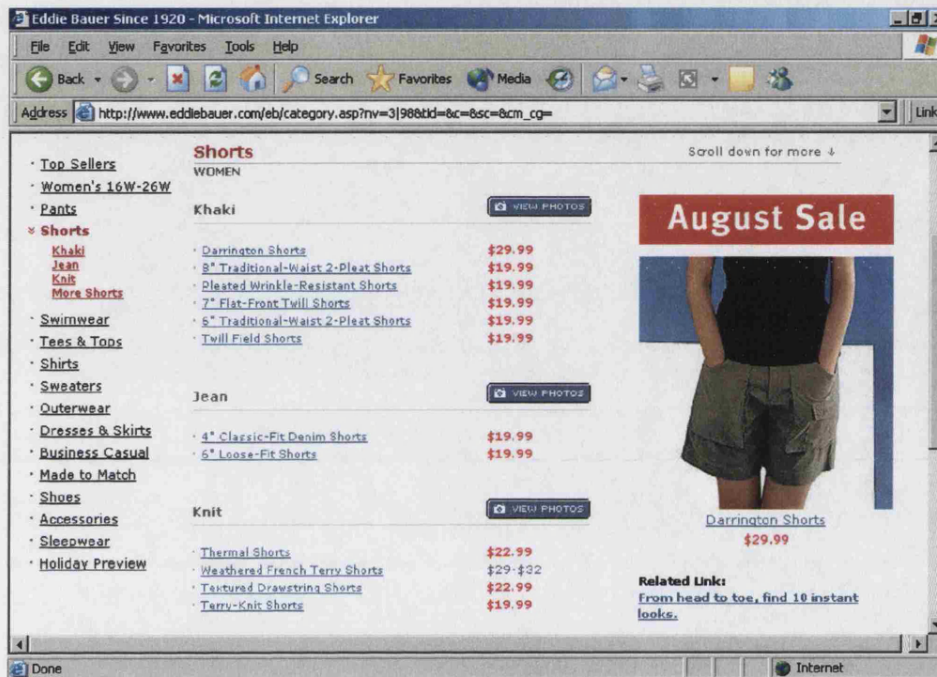 Eddie Bauer Since 1920 - Microsoft Internet Explorer
File Edit View Favorites Tools Help
Back Search Favorites Media
Address http://www.eddiebauer.com/eb/category.asp?nv=3|98&tid=&c=&sc=&cm_cg= Link
Top Sellers
Women's 16W-26W
Pants
Shorts
Khaki
Jean
Knit
More Shorts
Swimwear
Tees & Tops
Shirts
Sweaters
Outerwear
Dresses & Skirts
Business Casual
Made to Match
Shoes
Accessories
Sleepwear
Holiday Preview
Shorts
WOMEN
Scroll down for more ↓
Khaki VIEW PHOTOS
Darrington Shorts $29.99
8" Traditional-Waist 2-Pleat Shorts $19.99
Pleated Wrinkle-Resistant Shorts $19.99
7" Flat-Front Twill Shorts $19.99
6" Traditional-Waist 2-Pleat Shorts $19.99
Twill Field Shorts $19.99
Jean VIEW PHOTOS
4" Classic-Fit Denim Shorts $19.99
6" Loose-Fit Shorts $19.99
Knit VIEW PHOTOS
Thermal Shorts $22.99
Weathered French Terry Shorts $29-$32
Textured Drawstring Shorts $22.99
Terry-Knit Shorts $19.99
August Sale
Darrington Shorts
$29.99
Related Link:
From head to toe, find 10 instant
looks.
Done Internet